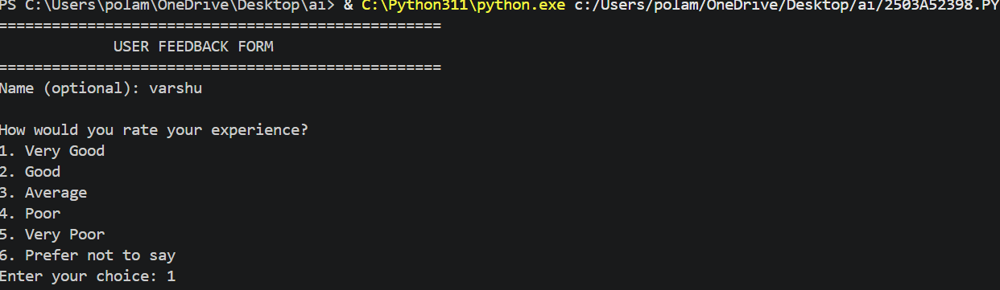 PS C:\Users\polam\OneDrive\Desktop\ai> & C:\Python311\python.exe c:/Users/polam/OneDrive/Desktop/ai/2503A52398.PY
==================================================
USER FEEDBACK FORM
==================================================
Name (optional): varshu
How would you rate your experience?
1. Very Good
2. Good
3. Average
4. Poor
5. Very Poor
6. Prefer not to say
Enter your choice: 1